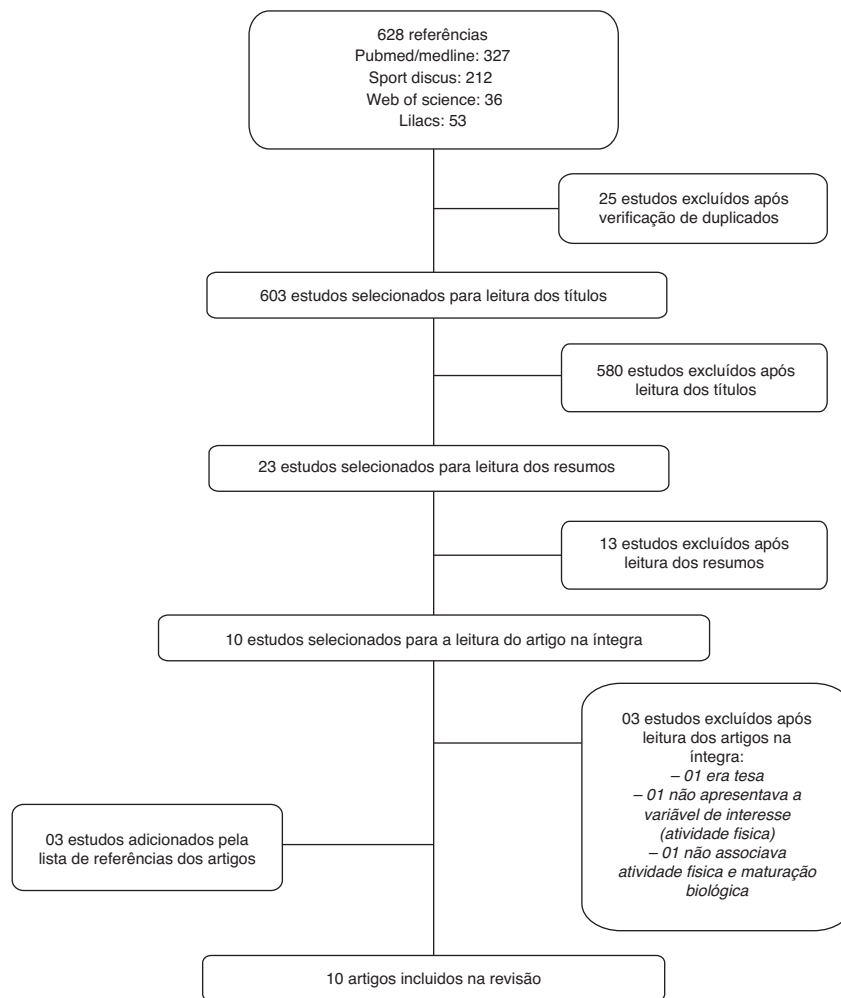 628 referências
Pubmed/medline: 327
Sport discus: 212
Web of science: 36
Lilacs: 53
25 estudos excluídos após
verificação de duplicados
603 estudos selecionados para leitura dos títulos
580 estudos excluídos após
leitura dos títulos
23 estudos selecionados para leitura dos resumos
13 estudos excluídos após
leitura dos resumos
10 estudos selecionados para a leitura do artigo na íntegra
03 estudos excluídos após
leitura dos artigos na
íntegra:
– 01 era tesa
– 01 não apresentava a
variãvel de interesse
(atividade fisica)
– 01 não associava
atividade fisica e maturação
biológica
03 estudos adicionados pela
lista de referências dos artigos
10 artigos incluidos na revisão